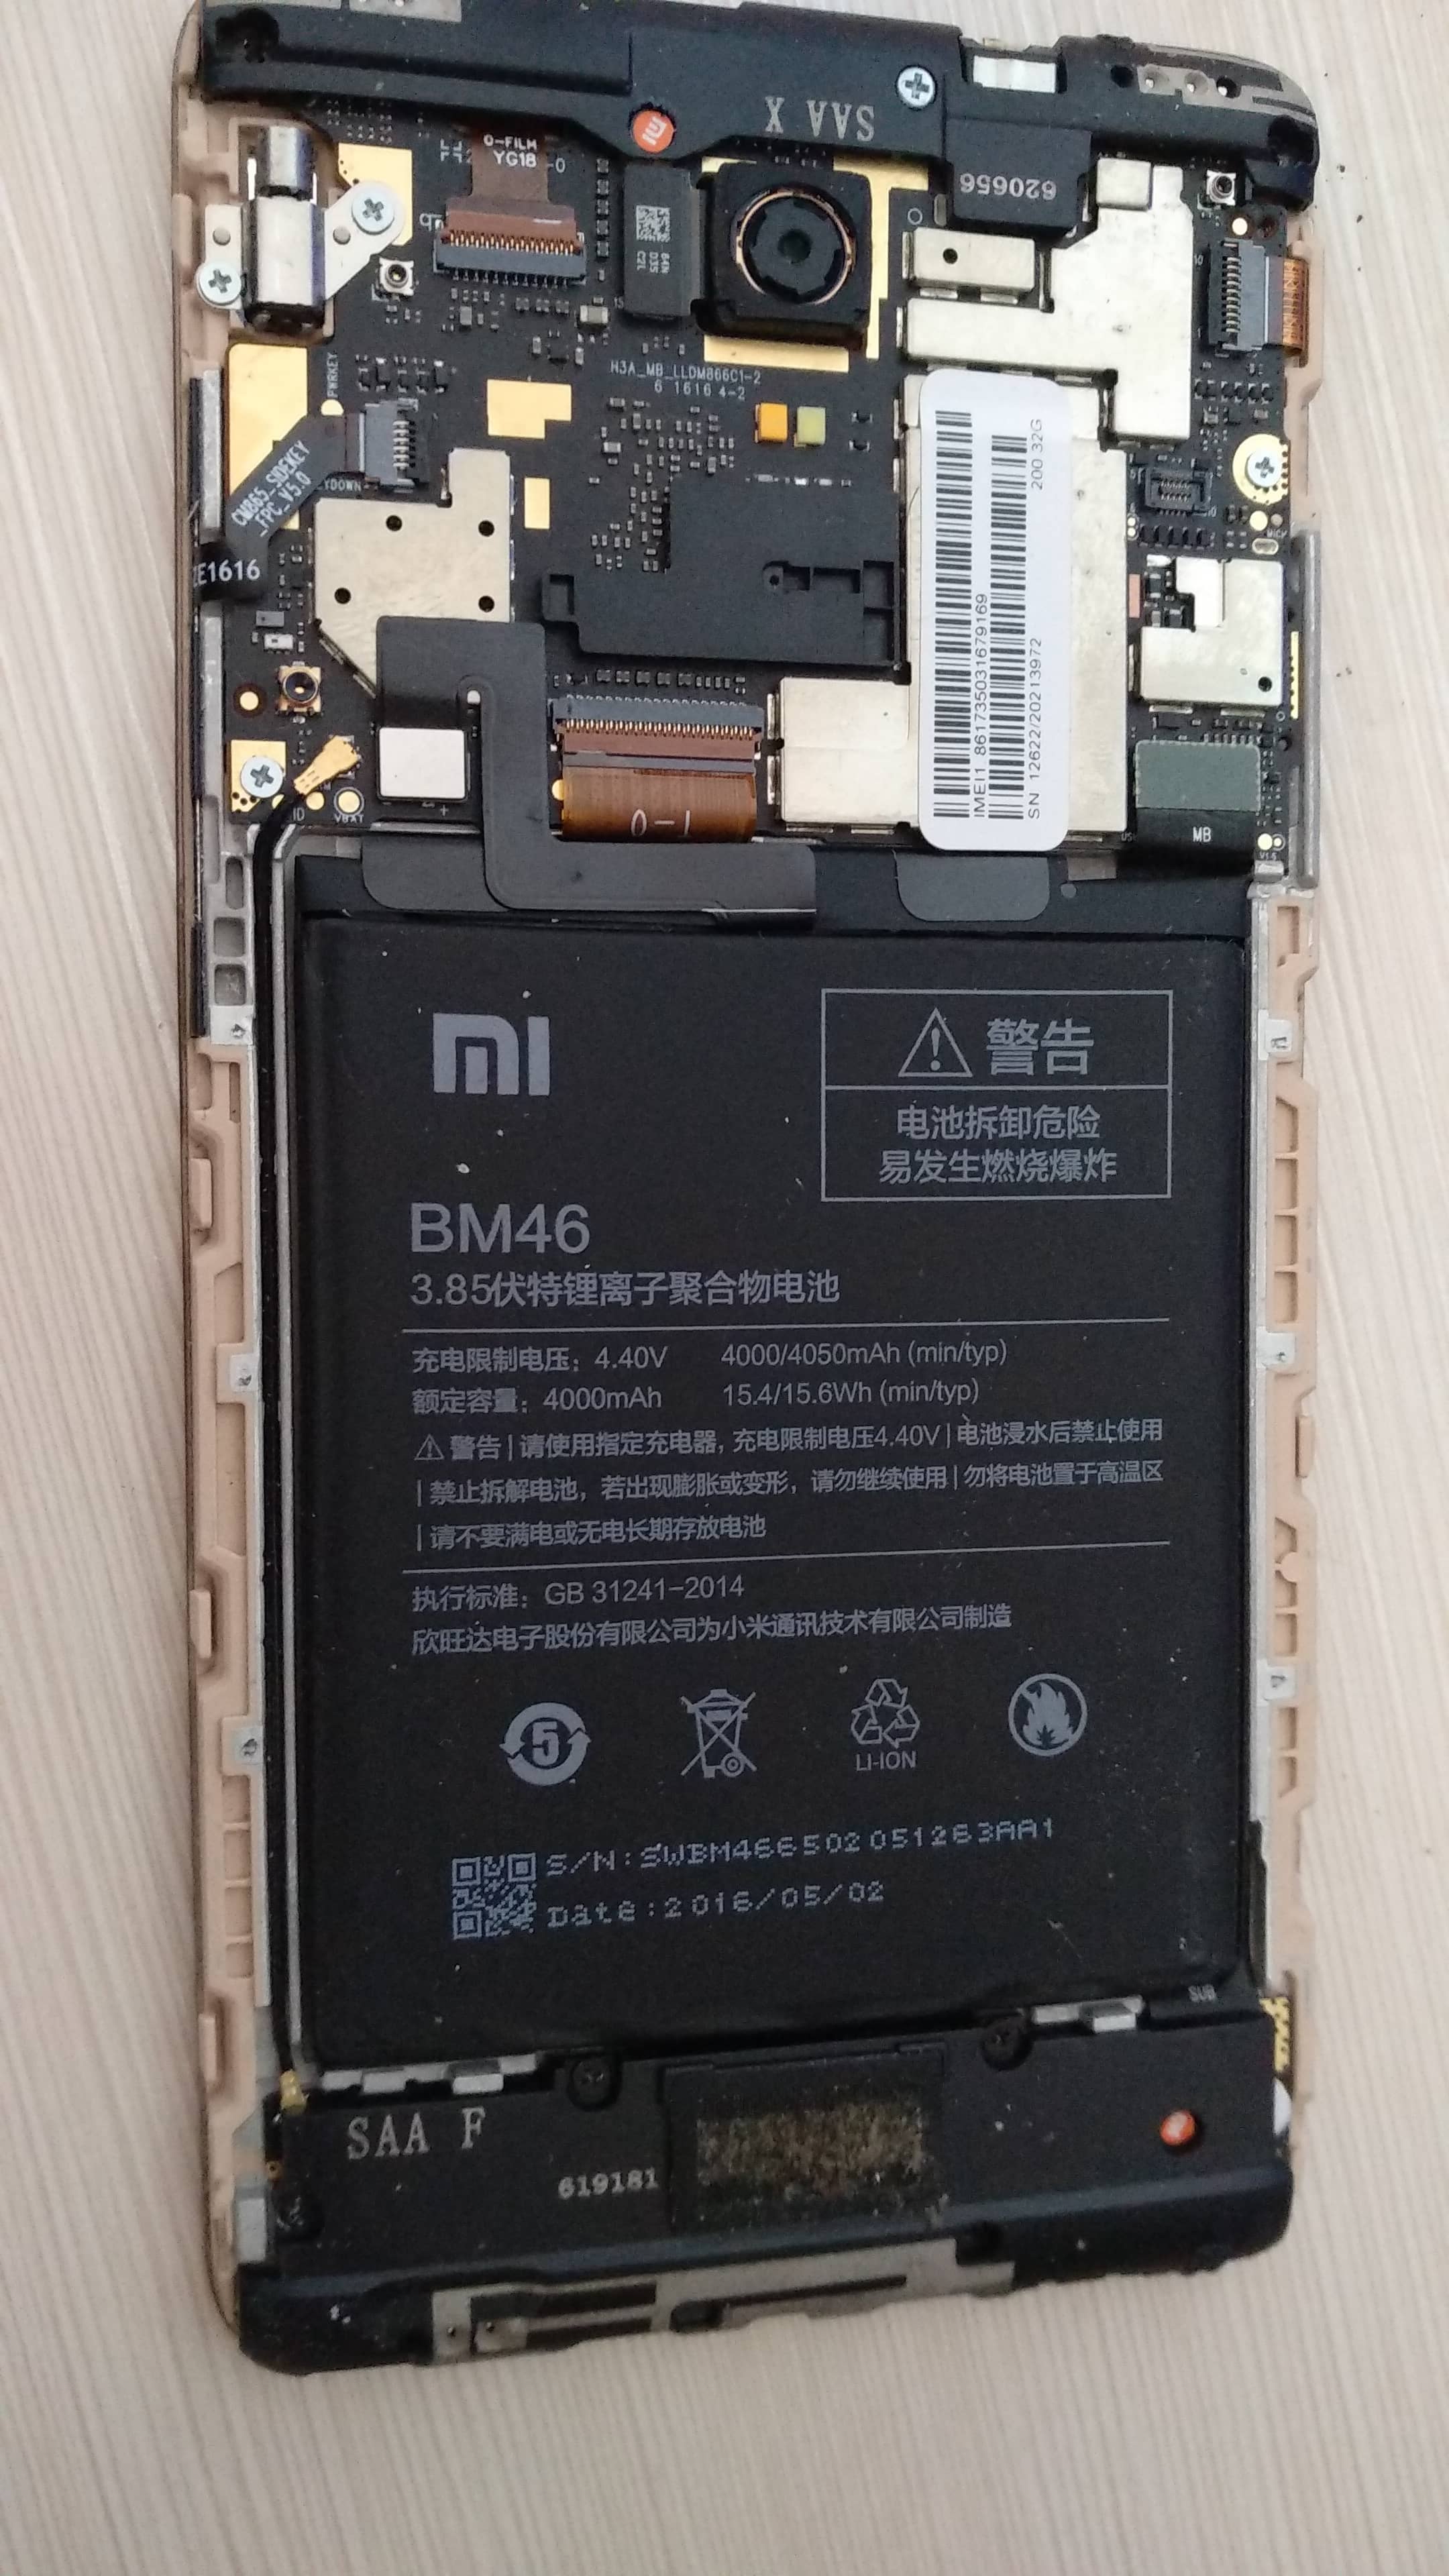 SAA X
O-FILM
YG18
620656
H3A_MB_LLDM866C1-2
6 1616 4-2
PWRKEY
CM865-SIDEKEY
_FPC_V5.0
YDOWN
E1616
200 32G
IMEI1 861735031679169
SN 12622/20213972
VBAT
1-0
MB
MI
警告
电池拆卸危险
易发生燃烧爆炸
BM46
3.85伏特锂离子聚合物电池
充电限制电压：4.40V 4000/4050mAh (min/typ)
额定容量：4000mAh 15.4/15.6Wh (min/typ)
警告 | 请使用指定充电器, 充电限制电压4.40V | 电池浸水后禁止使用
| 禁止拆解电池，若出现膨胀或变形，请勿继续使用 | 勿将电池置于高温区
| 请不要满电或无电长期存放电池
执行标准：GB 31241-2014
欣旺达电子股份有限公司为小米通讯技术有限公司制造
5
LI-ION
S/N:SWBM466502051263AA1
Date:2016/05/02
SUB
SAA F
619181